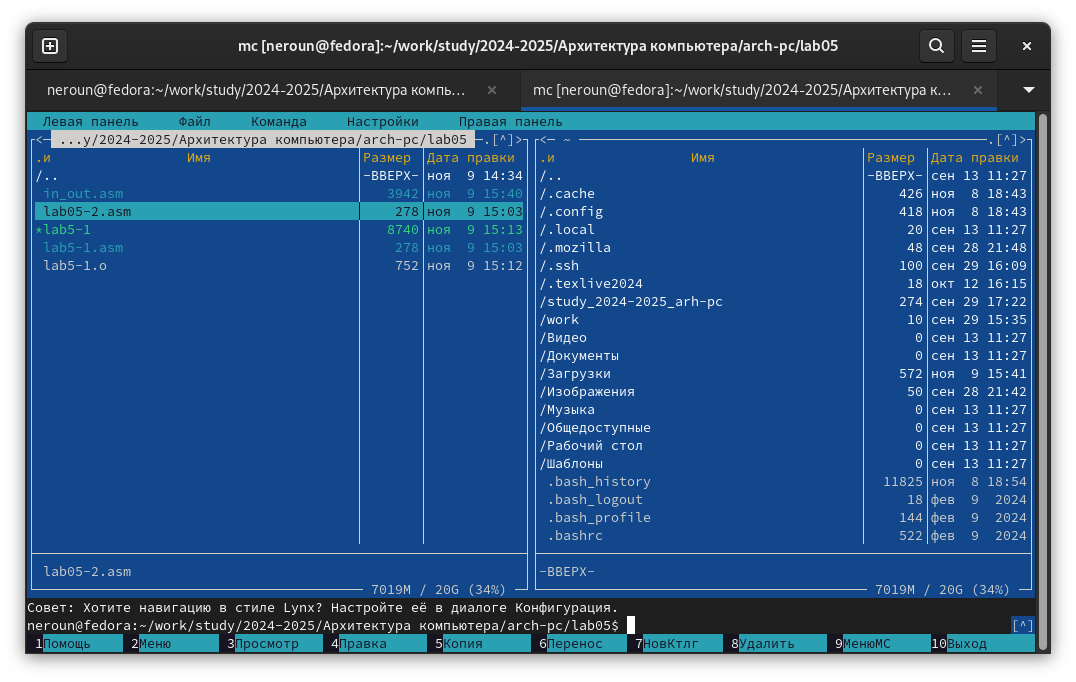 mc [neroun@fedora]:~/work/study/2024-2025/Архитектура компьютера/arch-pc/lab05
neroun@fedora:~/work/study/2024-2025/Архитектура компь…
mc [neroun@fedora]:~/work/study/2024-2025/Архитектура к…
Левая панель Файл Команда Настройки Правая панель
<─ ...y/2024-2025/Архитектура компьютера/arch-pc/lab05 ─.[^]>
.и Имя Размер Дата правки
/.. -ВВЕРХ- ноя 9 14:34
in_out.asm 3942 ноя 9 15:40
lab05-2.asm 278 ноя 9 15:03
*lab5-1 8740 ноя 9 15:13
lab5-1.asm 278 ноя 9 15:03
lab5-1.o 752 ноя 9 15:12
lab05-2.asm
7019M / 20G (34%)
<─ ~ .[^]>
.и Имя Размер Дата правки
/.. -ВВЕРХ- сен 13 11:27
/.cache 426 ноя 8 18:43
/.config 418 ноя 8 18:43
/.local 20 сен 13 11:27
/.mozilla 48 сен 28 21:48
/.ssh 100 сен 29 16:09
/.texlive2024 18 окт 12 16:15
/study_2024-2025_arh-pc 274 сен 29 17:22
/work 10 сен 29 15:35
/Видео 0 сен 13 11:27
/Документы 0 сен 13 11:27
/Загрузки 572 ноя 9 15:41
/Изображения 50 сен 28 21:42
/Музыка 0 сен 13 11:27
/Общедоступные 0 сен 13 11:27
/Рабочий стол 0 сен 13 11:27
/Шаблоны 0 сен 13 11:27
.bash_history 11825 ноя 8 18:54
.bash_logout 18 фев 9 2024
.bash_profile 144 фев 9 2024
.bashrc 522 фев 9 2024
-ВВЕРХ-
7019M / 20G (34%)
Совет: Хотите навигацию в стиле Lynx? Настройте её в диалоге Конфигурация.
neroun@fedora:~/work/study/2024-2025/Архитектура компьютера/arch-pc/lab05$ [^]
1Помощь 2Меню 3Просмотр 4Правка 5Копия 6Перенос 7НовКтлг 8Удалить 9МенюМС 10Выход